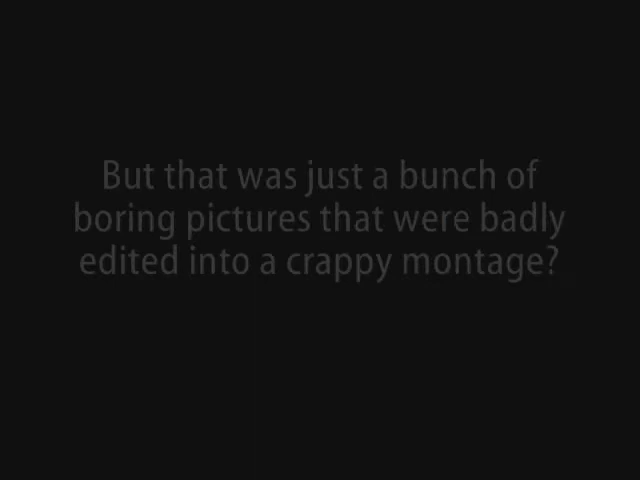 But that was just a bunch of
boring pictures that were badly
edited into a crappy montage?